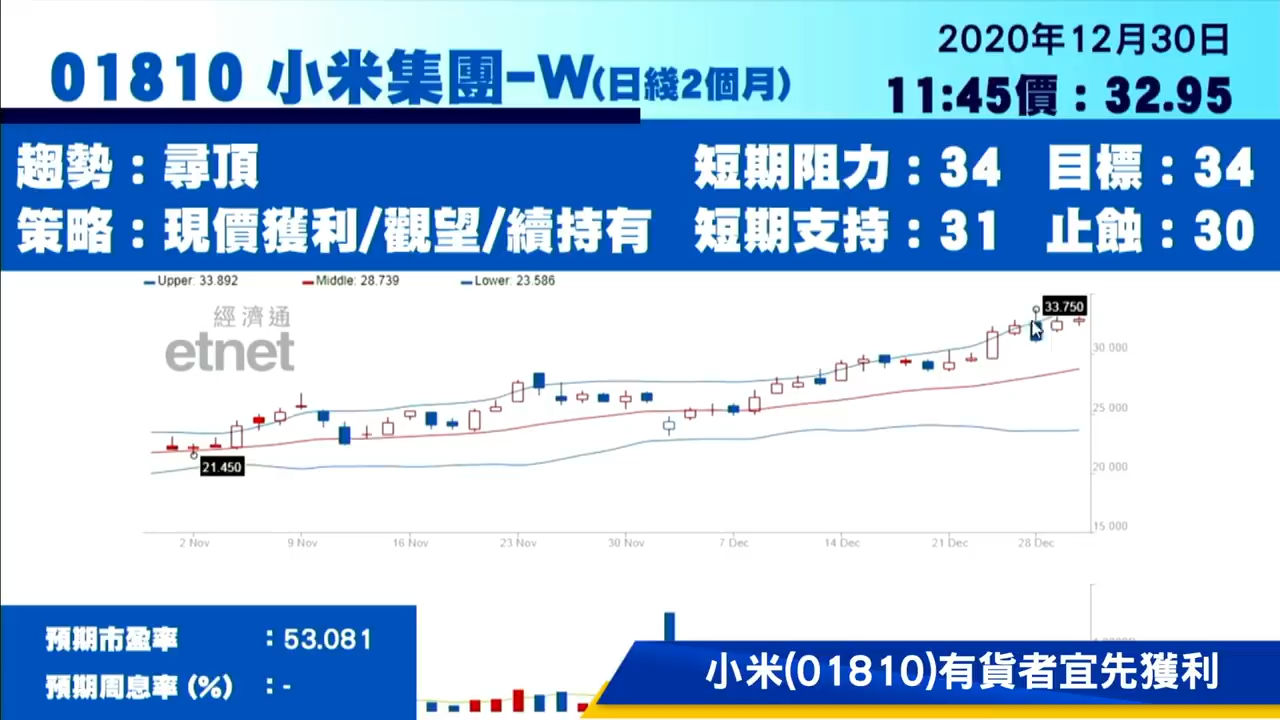 01810 小米集團-W(日綫2個月)
2020年12月30日
11:45價：32.95
趨勢：尋頂
短期阻力：34 目標：34
策略：現價獲利/觀望/續持有
短期支持：31 止蝕：30
Upper: 33.892 Middle: 28.739 Lower: 23.586
經濟通
etnet
33.750
30 000
25 000
21.450
20 000
15 000
2 Nov 9 Nov 16 Nov 23 Nov 30 Nov 7 Dec 14 Dec 21 Dec 28 Dec
預期市盈率 ：53.081
預期周息率 (%) ：-
小米(01810)有貨者宜先獲利